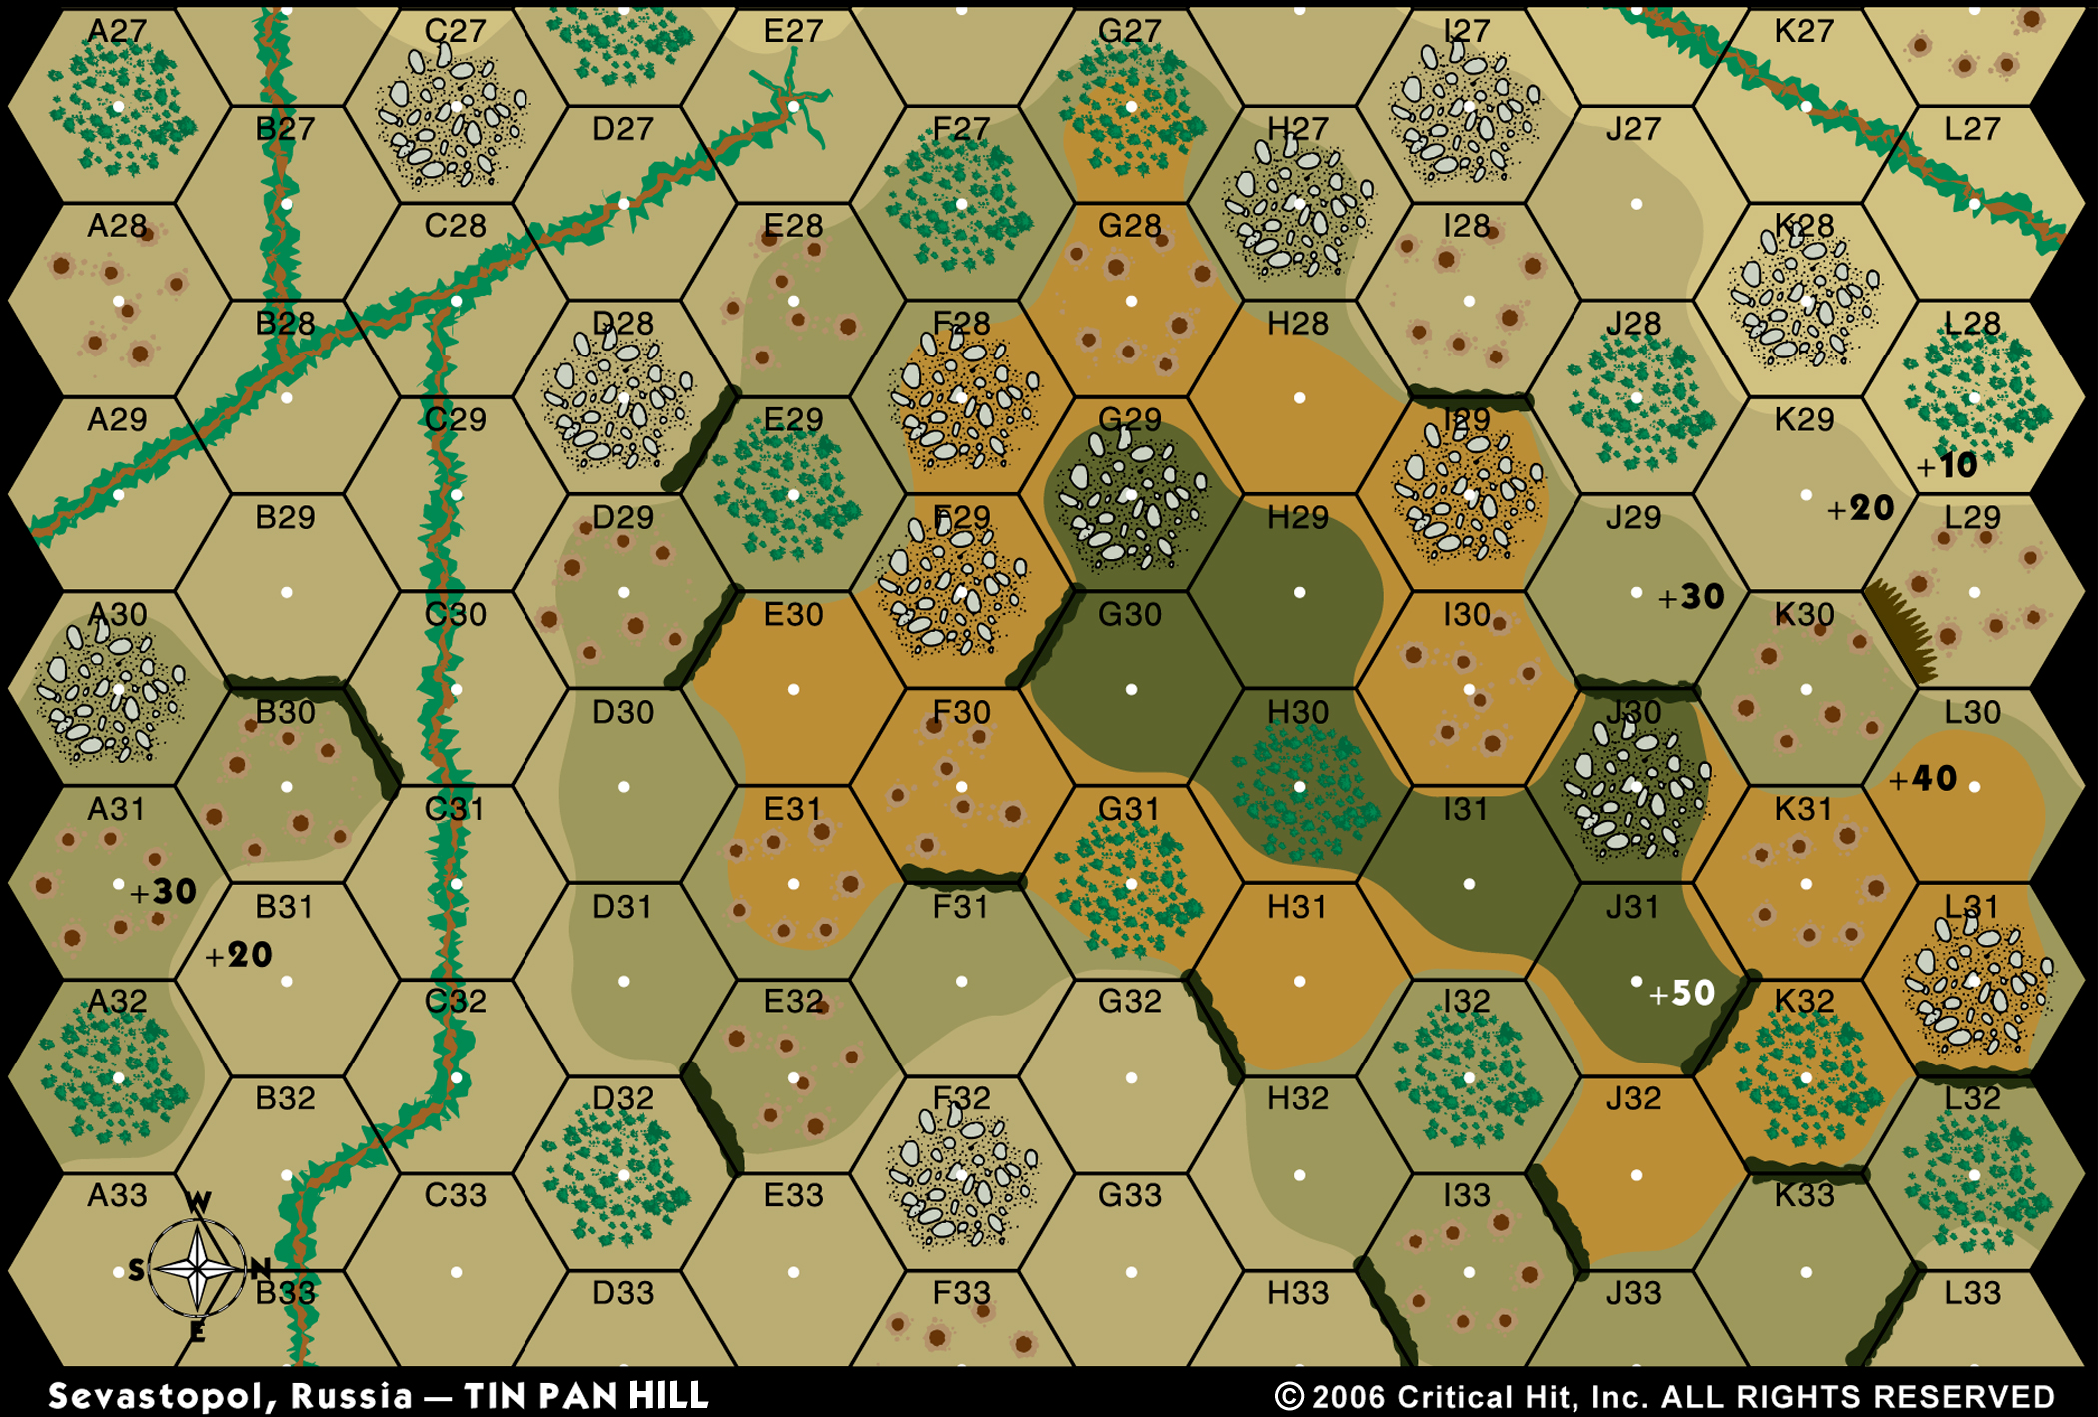 A27 C27 E27 G27 I27 K27
B27 D27 F27 H27 J27 L27
A28 C28 E28 G28 I28 K28
B28 D28 F28 H28 J28 L28
A29 C29 E29 G29 I29 K29
+10
+20
B29 D29 F29 H29 J29 L29
+30
A30 C30 E30 G30 I30 K30
B30 D30 F30 H30 J30 L30
+40
A31 C31 E31 G31 I31 K31
+30
B31 D31 F31 H31 J31 L31
+20
+50
A32 C32 E32 G32 I32 K32
B32 D32 F32 H32 J32 L32
A33 C33 E33 G33 I33 K33
W
S N
E
B33 D33 F33 H33 J33 L33
Sevastopol, Russia — TIN PAN HILL
© 2006 Critical Hit, Inc. ALL RIGHTS RESERVED